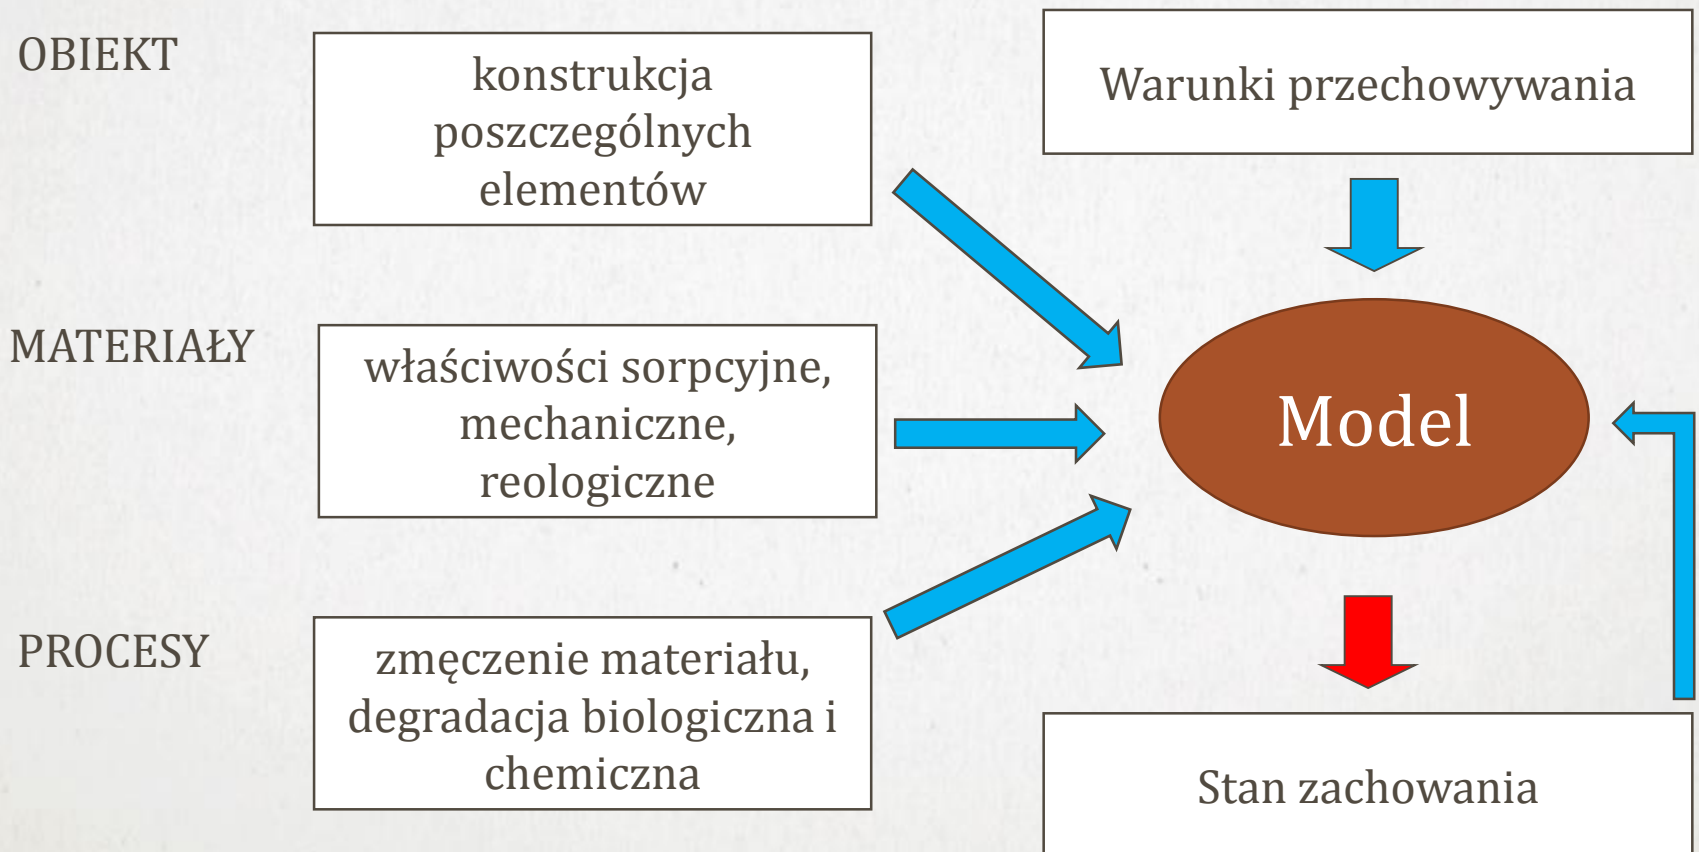 OBIEKT
konstrukcja
poszczególnych
elementów
MATERIAŁY
właściwości sorpcyjne,
mechaniczne,
reologiczne
PROCESY
zmęczenie materiału,
degradacja biologiczna i
chemiczna
Warunki przechowywania
Model
Stan zachowania